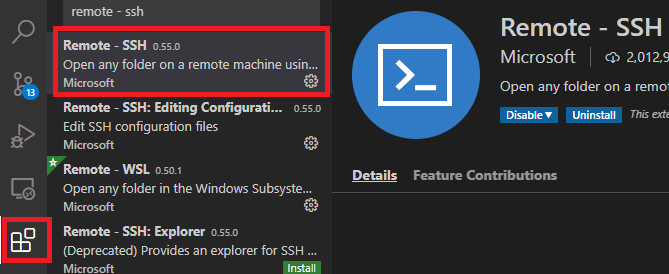 remote - ssh
Remote - SSH 0.55.0
Open any folder on a remote machine usin...
Microsoft
Remote - SSH: Editing Configurati... 0.55.0
Edit SSH configuration files
Microsoft
Remote - WSL 0.50.1
Open any folder in the Windows Subsyste...
Microsoft
Remote - SSH: Explorer 0.55.0
(Deprecated) Provides an explorer for SSH ...
Microsoft
Install
13
Remote - SSH
Microsoft
2,012,9
Open any folder on a remot
Disable
Uninstall
This exte
Details
Feature Contributions